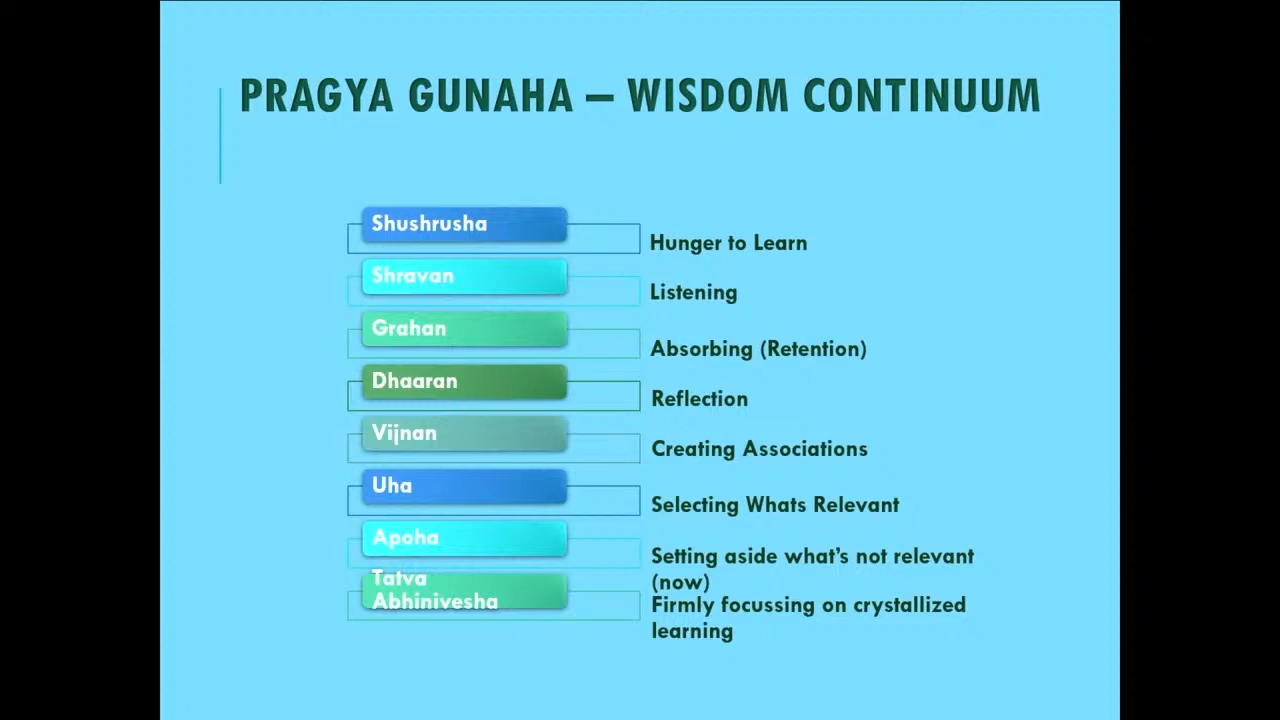 PRAGYA GUNAHA – WISDOM CONTINUUM
Shushrusha
Hunger to Learn
Shravan
Listening
Grahan
Absorbing (Retention)
Dhaaran
Reflection
Vijnan
Creating Associations
Uha
Selecting Whats Relevant
Apoha
Setting aside what's not relevant
(now)
Tatva
Abhinivesha
Firmly focussing on crystallized
learning